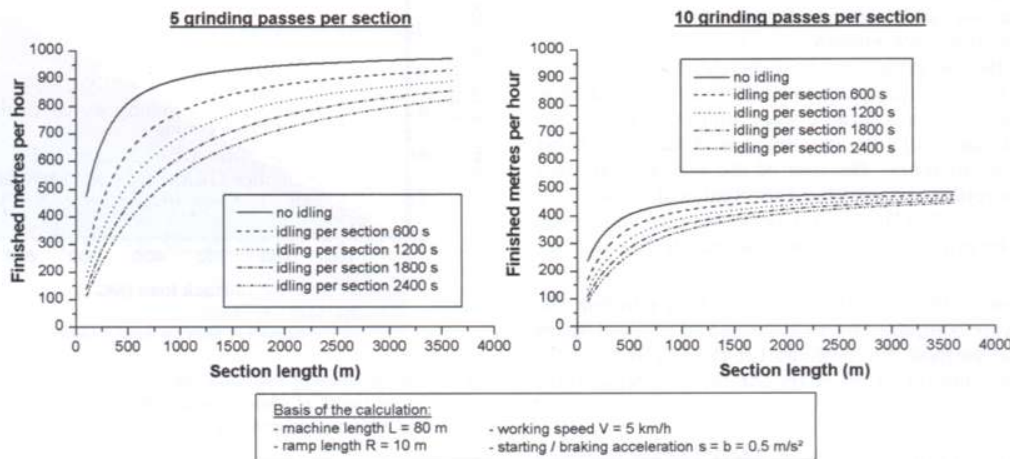 5 grinding passes per section
Finished metres per hour
1000
900
800
700
600
500
400
300
200
100
0
no idling
idling per section 600 s
idling per section 1200 s
idling per section 1800 s
idling per section 2400 s
0 500 1000 1500 2000 2500 3000 3500 4000
Section length (m)
10 grinding passes per section
Finished metres per hour
1000
900
800
700
600
500
400
300
200
100
0
no idling
idling per section 600 s
idling per section 1200 s
idling per section 1800 s
idling per section 2400 s
0 500 1000 1500 2000 2500 3000 3500 4000
Section length (m)
Basis of the calculation:
- machine length L = 80 m - working speed V = 5 km/h
- ramp length R = 10 m - starting / braking acceleration s = b = 0.5 m/s²